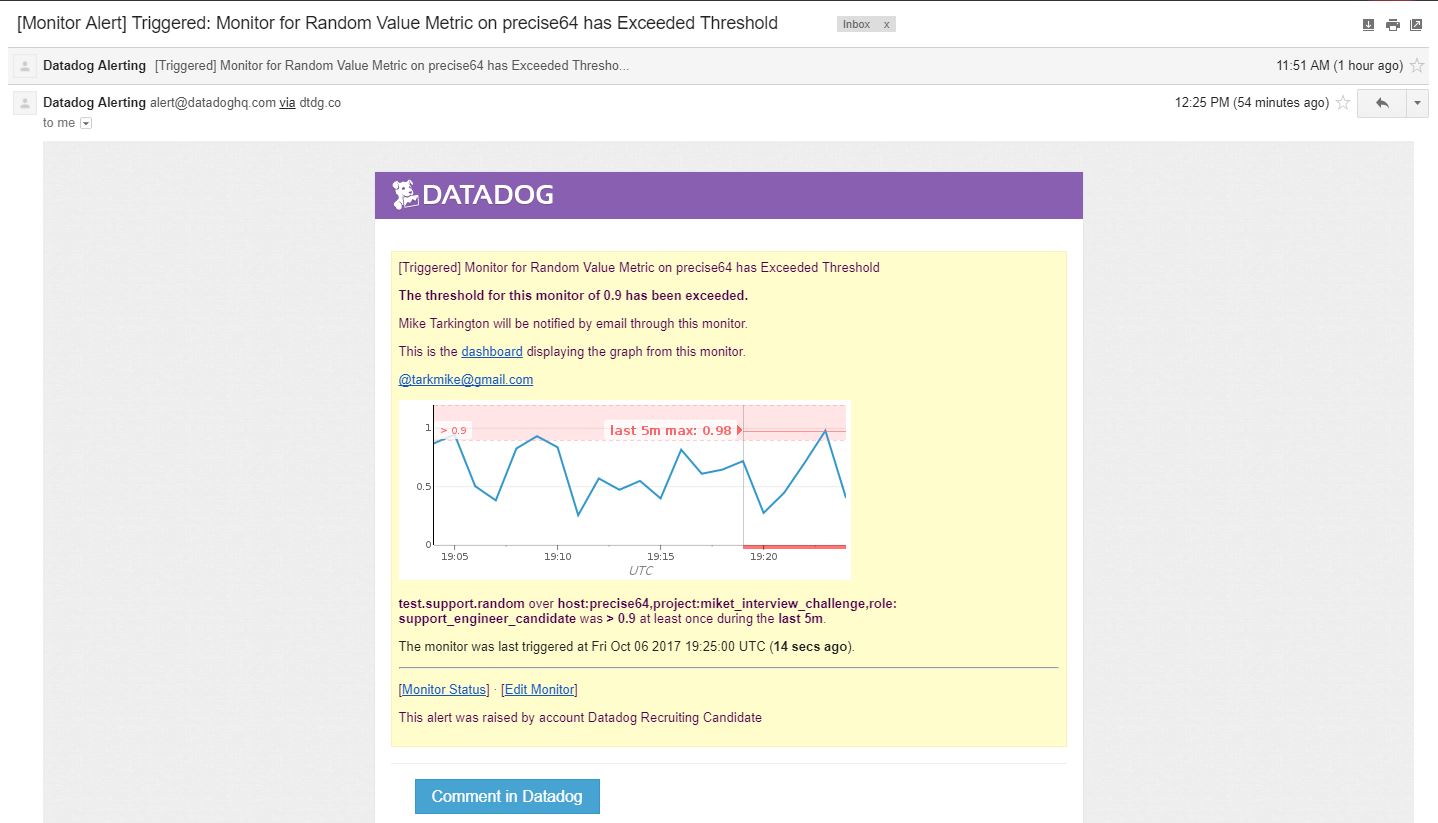 [Monitor Alert] Triggered: Monitor for Random Value Metric on precise64 has Exceeded Threshold
Inbox x
Datadog Alerting [Triggered] Monitor for Random Value Metric on precise64 has Exceeded Thresho...
11:51 AM (1 hour ago)
Datadog Alerting alert@datadoghq.com via dtdg.co
12:25 PM (54 minutes ago)
to me
DATADOG
[Triggered] Monitor for Random Value Metric on precise64 has Exceeded Threshold
The threshold for this monitor of 0.9 has been exceeded.
Mike Tarkington will be notified by email through this monitor.
This is the dashboard displaying the graph from this monitor.
@tarkmike@gmail.com
1
> 0.9
last 5m max: 0.98
0.5
0
19:05 19:10 19:15 19:20
UTC
test.support.random over host:precise64,project:miket_interview_challenge,role:
support_engineer_candidate was > 0.9 at least once during the last 5m.
The monitor was last triggered at Fri Oct 06 2017 19:25:00 UTC (14 secs ago).
[Monitor Status] · [Edit Monitor]
This alert was raised by account Datadog Recruiting Candidate
Comment in Datadog